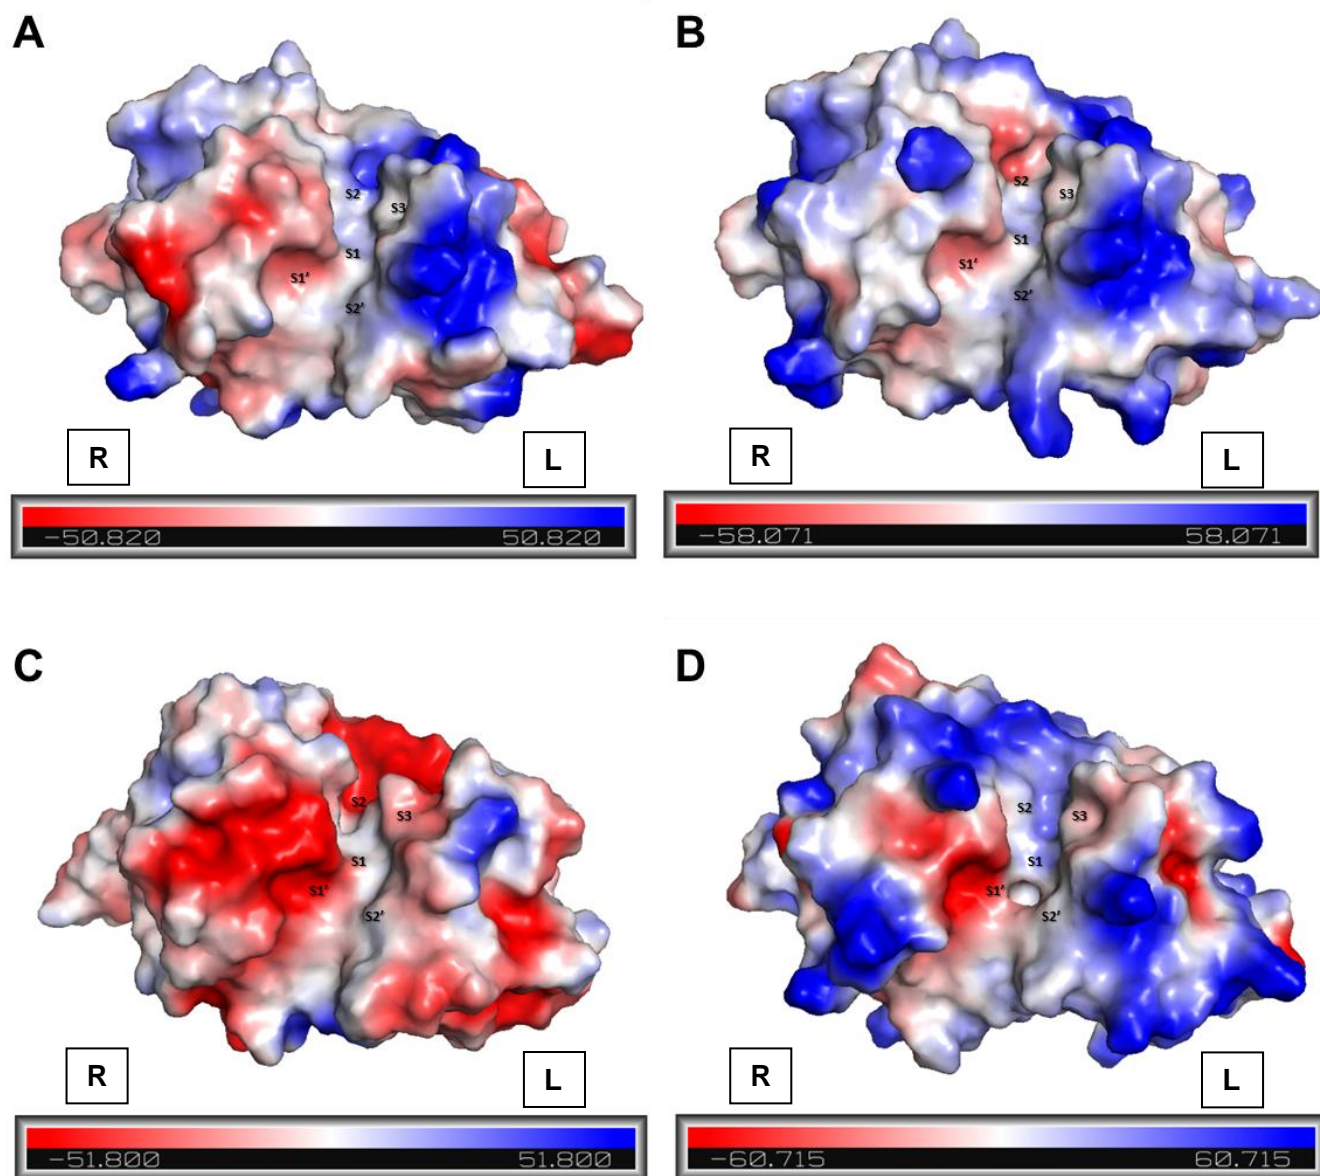 A
B
S2
S3
S1
S1'
S2'
S2
S3
S1
S1'
S2'
R
L
R
L
-50.820 50.820
-58.071 58.071
C
D
S2
S3
S1
S1'
S2'
S2
S3
S1
S1'
S2'
R
L
R
L
-51.800 51.800
-60.715 60.715